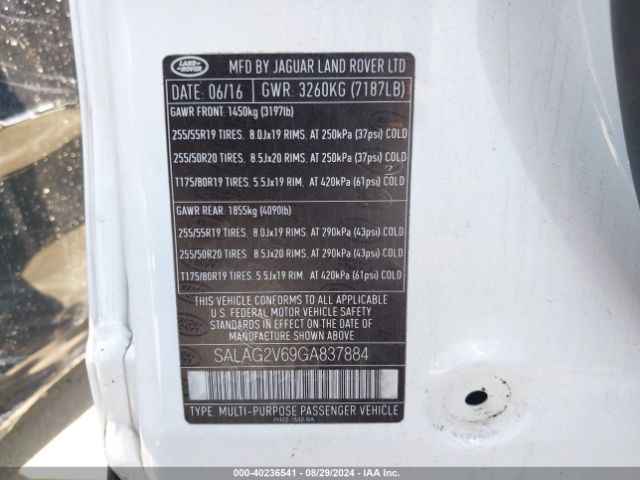 LAND ROVER
MFD BY JAGUAR LAND ROVER LTD
DATE: 06/16 GWR: 3260KG (7187LB)
GAWR FRONT: 1450kg (3197lb)
255/55R19 TIRES. 8.0Jx19 RIMS. AT 250kPa (37psi) COLD
255/50R20 TIRES. 8.5Jx20 RIMS. AT 250kPa (37psi) COLD
T175/80R19 TIRES. 5.5Jx19 RIM. AT 420kPa (61psi) COLD
GAWR REAR: 1855kg (4090lb)
255/55R19 TIRES. 8.0Jx19 RIMS. AT 290kPa (43psi) COLD
255/50R20 TIRES. 8.5Jx20 RIMS. AT 290kPa (43psi) COLD
T175/80R19 TIRES. 5.5Jx19 RIM. AT 420kPa (61psi) COLD
THIS VEHICLE CONFORMS TO ALL APPLICABLE
U.S. FEDERAL MOTOR VEHICLE SAFETY
STANDARDS IN EFFECT ON THE DATE OF
MANUFACTURE SHOWN ABOVE
SALAG2V69GA837884
TYPE: MULTI-PURPOSE PASSENGER VEHICLE
000-40236541 - 08/29/2024 - IAA Inc.